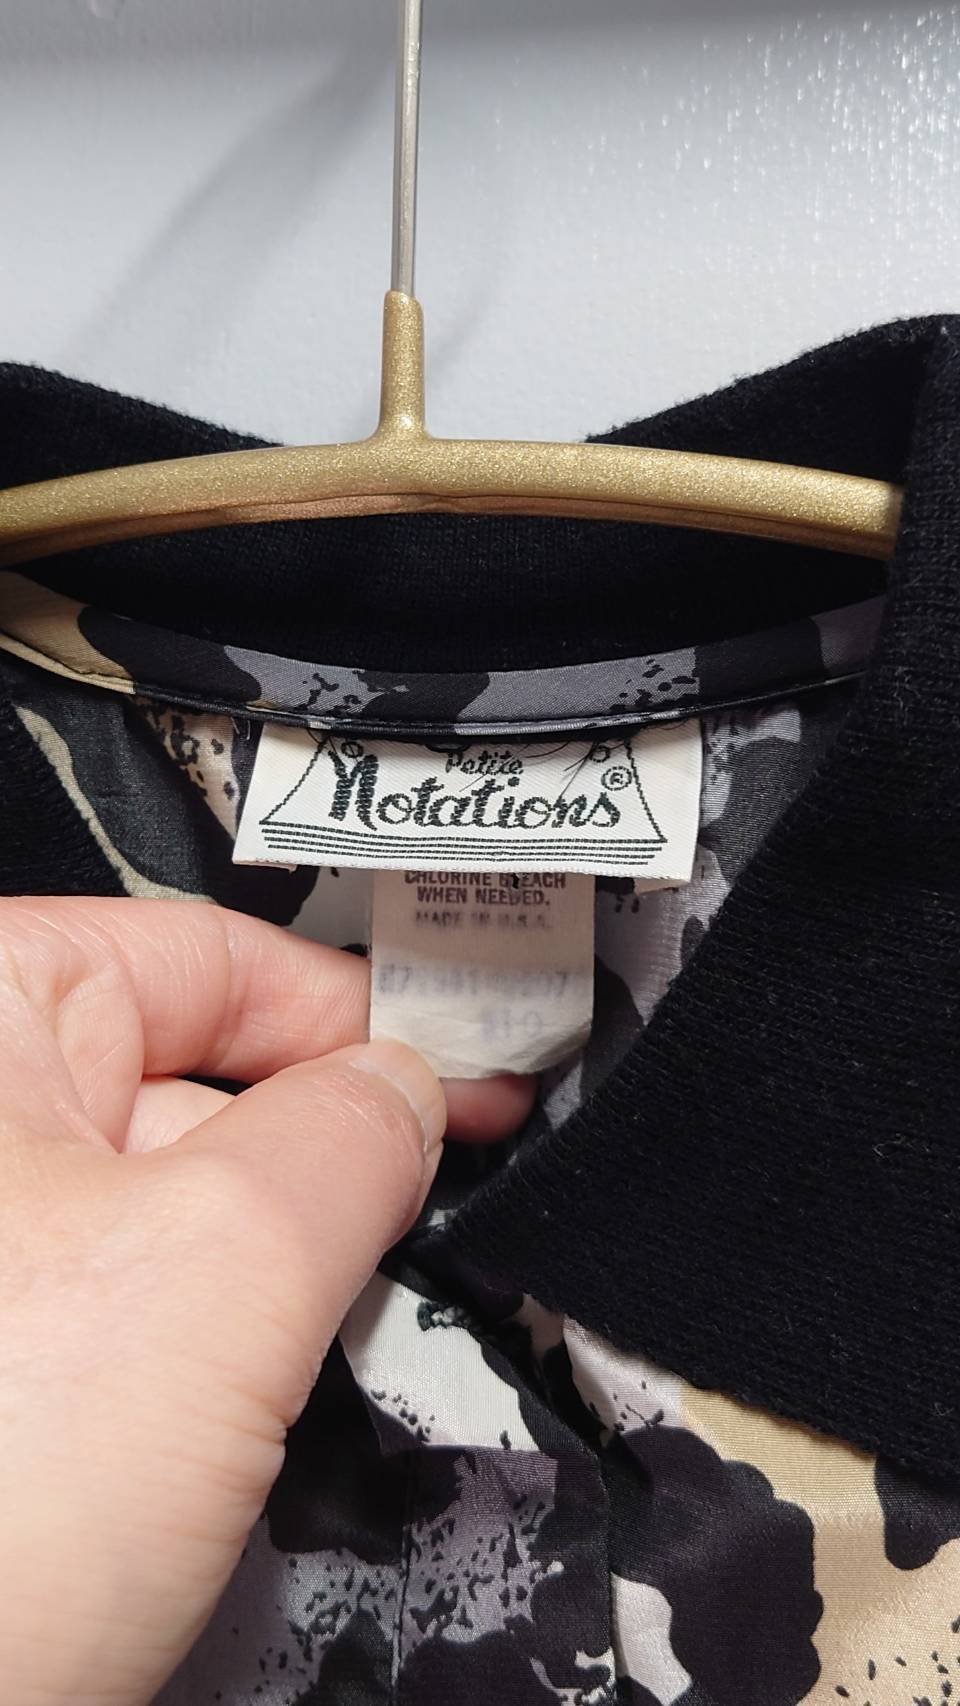 Petite
Notations®
CHLORINE BLEACH
WHEN NEEDED.
MADE IN U.S.A.